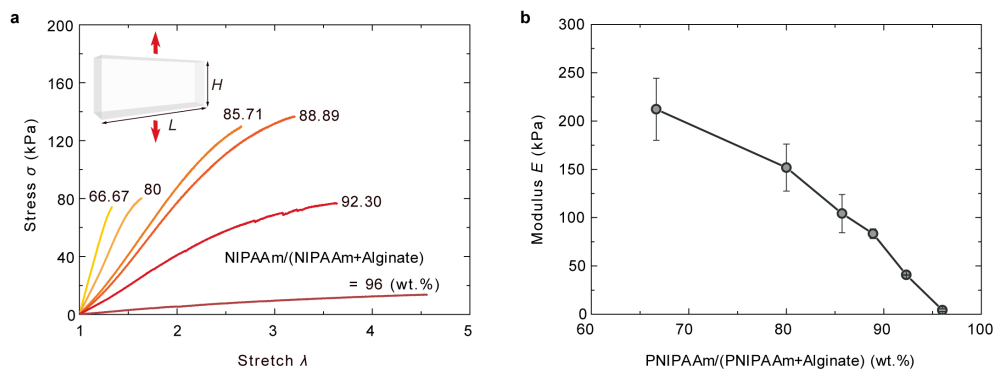 a
200
160
120
80
40
0
Stress σ (kPa)
H
L
85.71
88.89
66.67
80
92.30
NIPAAm/(NIPAAm+Alginate)
= 96 (wt.%)
1
2
3
4
5
Stretch λ
b
300
250
200
150
100
50
0
Modulus E (kPa)
60
70
80
90
100
PNIPAAm/(PNIPAAm+Alginate) (wt.%)